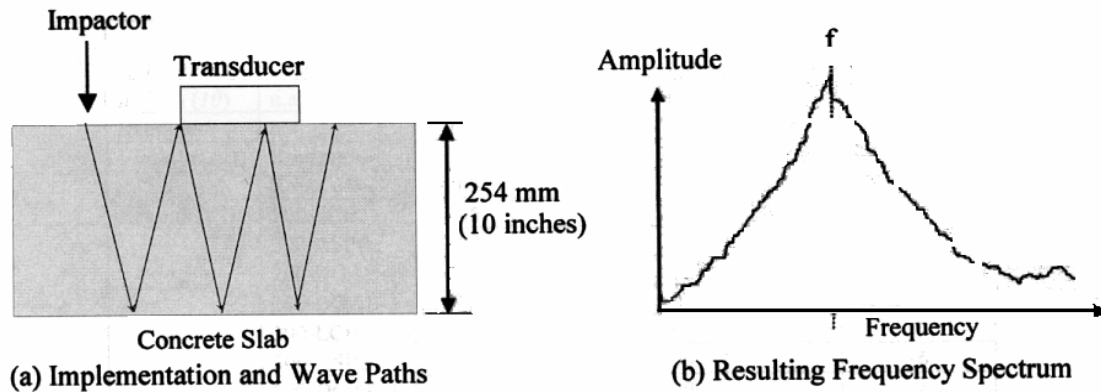 Impactor
Transducer
254 mm
(10 inches)
Concrete Slab
(a) Implementation and Wave Paths
f
Amplitude
Frequency
(b) Resulting Frequency Spectrum